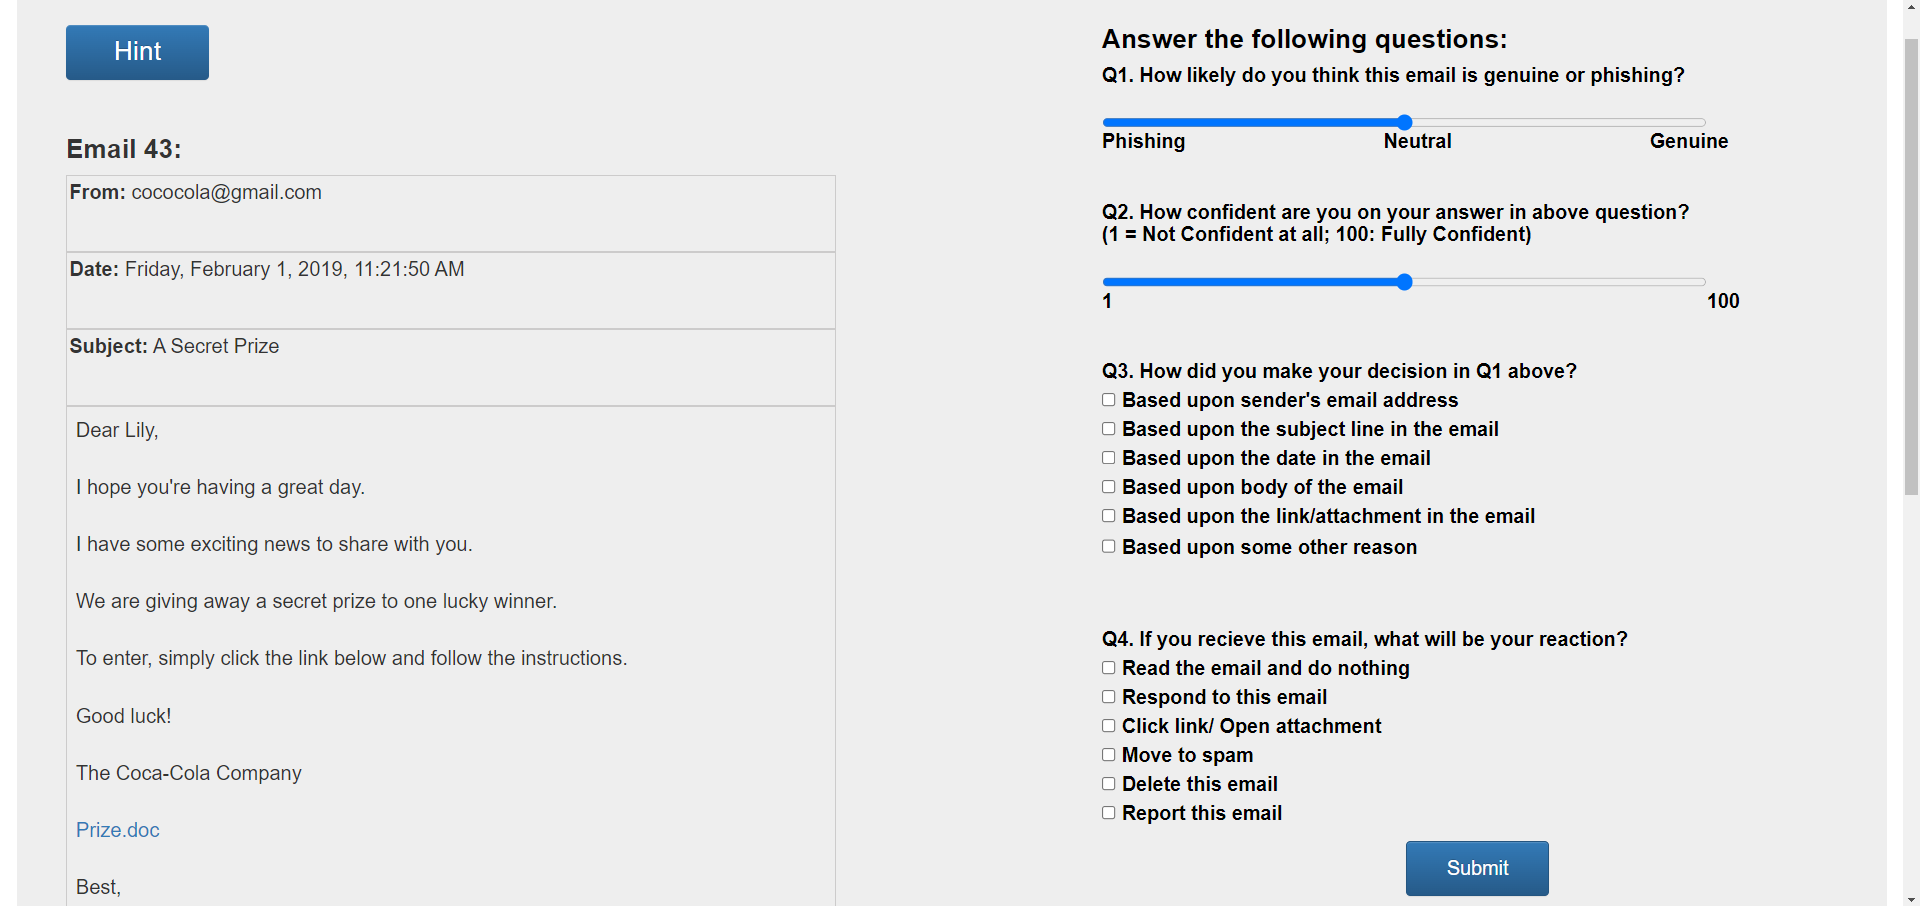 Hint
Email 43:
From: cococola@gmail.com
Date: Friday, February 1, 2019, 11:21:50 AM
Subject: A Secret Prize
Dear Lily,
I hope you're having a great day.
I have some exciting news to share with you.
We are giving away a secret prize to one lucky winner.
To enter, simply click the link below and follow the instructions.
Good luck!
The Coca-Cola Company
Prize.doc
Best,
Answer the following questions:
Q1. How likely do you think this email is genuine or phishing?
Phishing Neutral Genuine
Q2. How confident are you on your answer in above question?
(1 = Not Confident at all; 100: Fully Confident)
1 100
Q3. How did you make your decision in Q1 above?
Based upon sender's email address
Based upon the subject line in the email
Based upon the date in the email
Based upon body of the email
Based upon the link/attachment in the email
Based upon some other reason
Q4. If you recieve this email, what will be your reaction?
Read the email and do nothing
Respond to this email
Click link/ Open attachment
Move to spam
Delete this email
Report this email
Submit